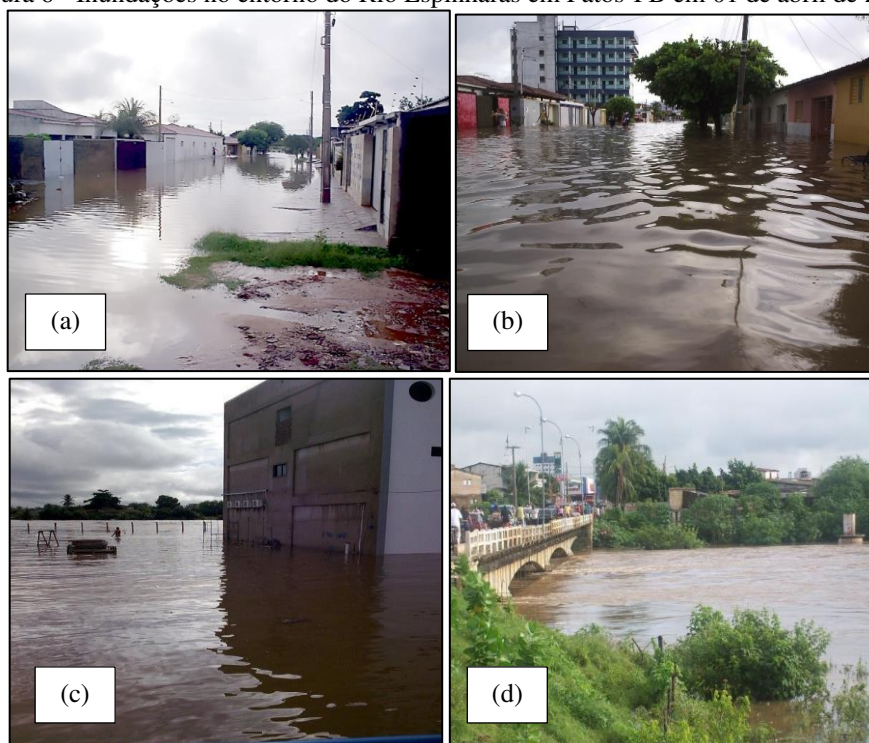 Inundações no entorno do Rio Espinharas em Patos-PB em 01 de abril de
(a)
(b)
(c)
(d)